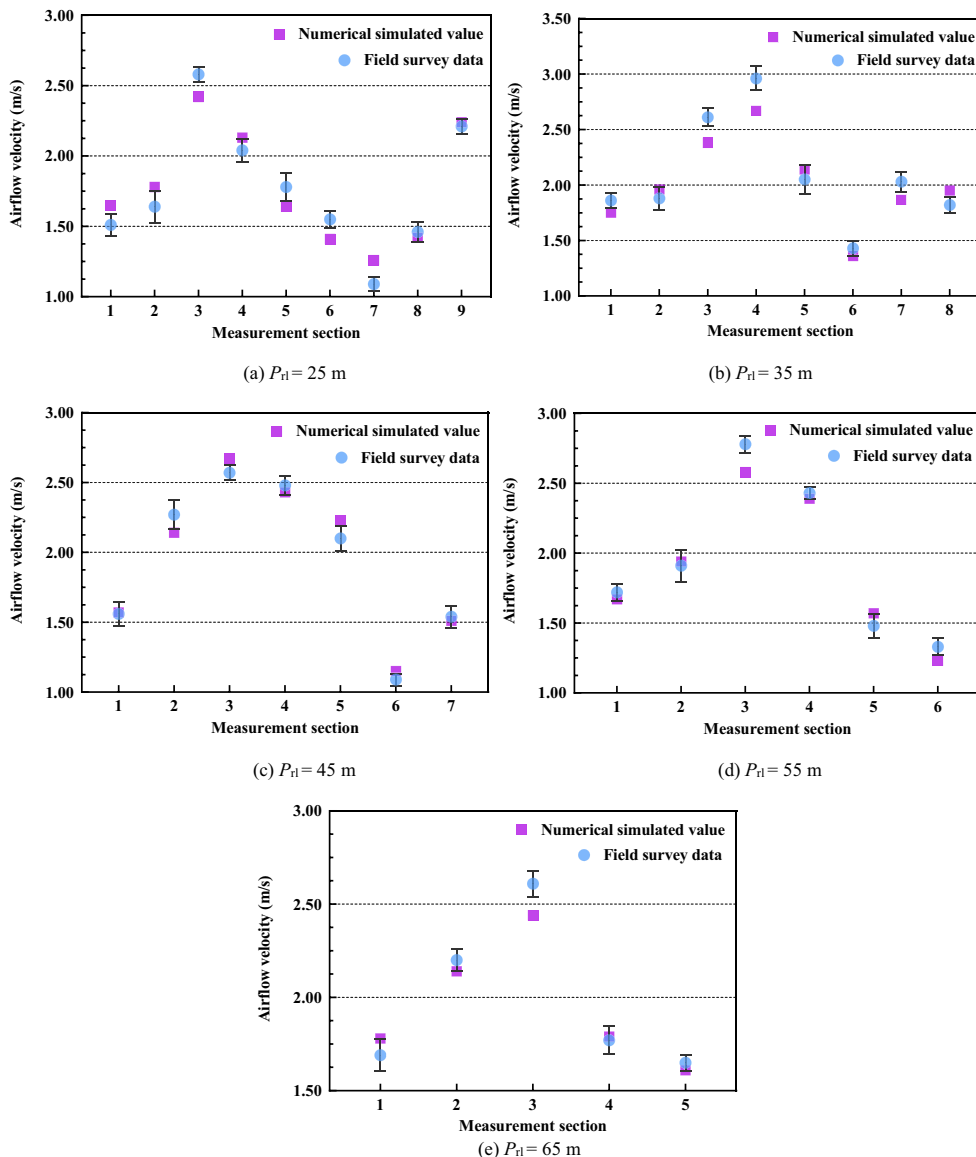 3.00
2.50
2.00
1.50
1.00
Airflow velocity (m/s)
Numerical simulated value
Field survey data
1 2 3 4 5 6 7 8 9
Measurement section
(a) Prl = 25 m
3.50
3.00
2.50
2.00
1.50
1.00
Airflow velocity (m/s)
Numerical simulated value
Field survey data
1 2 3 4 5 6 7 8
Measurement section
(b) Prl = 35 m
3.00
2.50
2.00
1.50
1.00
Airflow velocity (m/s)
Numerical simulated value
Field survey data
1 2 3 4 5 6 7
Measurement section
(c) Prl = 45 m
3.00
2.50
2.00
1.50
1.00
Airflow velocity (m/s)
Numerical simulated value
Field survey data
1 2 3 4 5 6
Measurement section
(d) Prl = 55 m
3.00
2.50
2.00
1.50
Airflow velocity (m/s)
Numerical simulated value
Field survey data
1 2 3 4 5
Measurement section
(e) Prl = 65 m